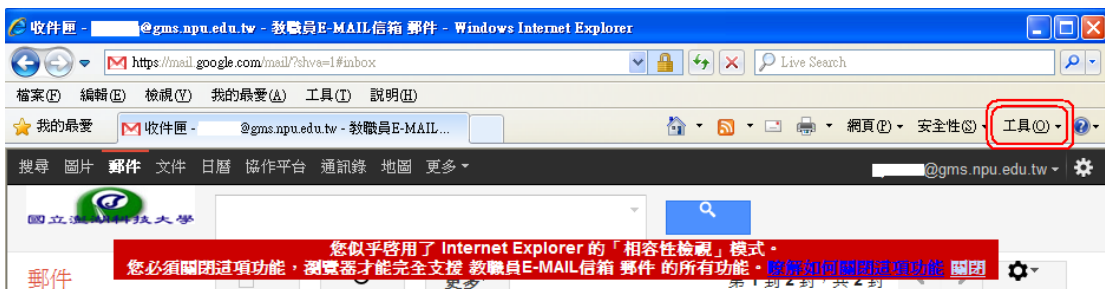 收件匣 - @gms.npu.edu.tw - 教職員E-MAIL信箱 郵件 - Windows Internet Explorer
https://mail.google.com/mail/?shva=1#inbox
Live Search
檔案(F) 編輯(E) 檢視(V) 我的最愛(A) 工具(T) 說明(H)
我的最愛 收件匣 - @gms.npu.edu.tw - 教職員E-MAIL... 網頁(P) 安全性(S) 工具(O)
搜尋 圖片 郵件 文件 日曆 協作平台 通訊錄 地圖 更多 @gms.npu.edu.tw
國立澎湖科技大學
您似乎啓用了 Internet Explorer 的「相容性檢視」模式。
您必須關閉這項功能，瀏覽器才能完全支援 教職員E-MAIL信箱 郵件 的所有功能。瞭解如何關閉這項功能 關閉
郵件 更多 第 1 到 2 封，共 2 封